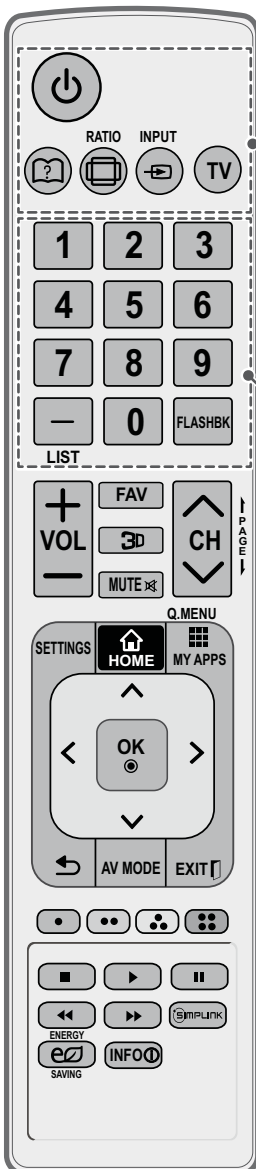 RATIO INPUT
? TV
1 2 3
4 5 6
7 8 9
— 0 FLASHBK
LIST
+ FAV
VOL 3D CH PAGE
— MUTE
Q.MENU
SETTINGS HOME MY APPS
OK
AV MODE EXIT
SIMPLINK
ENERGY
e INFO
SAVING